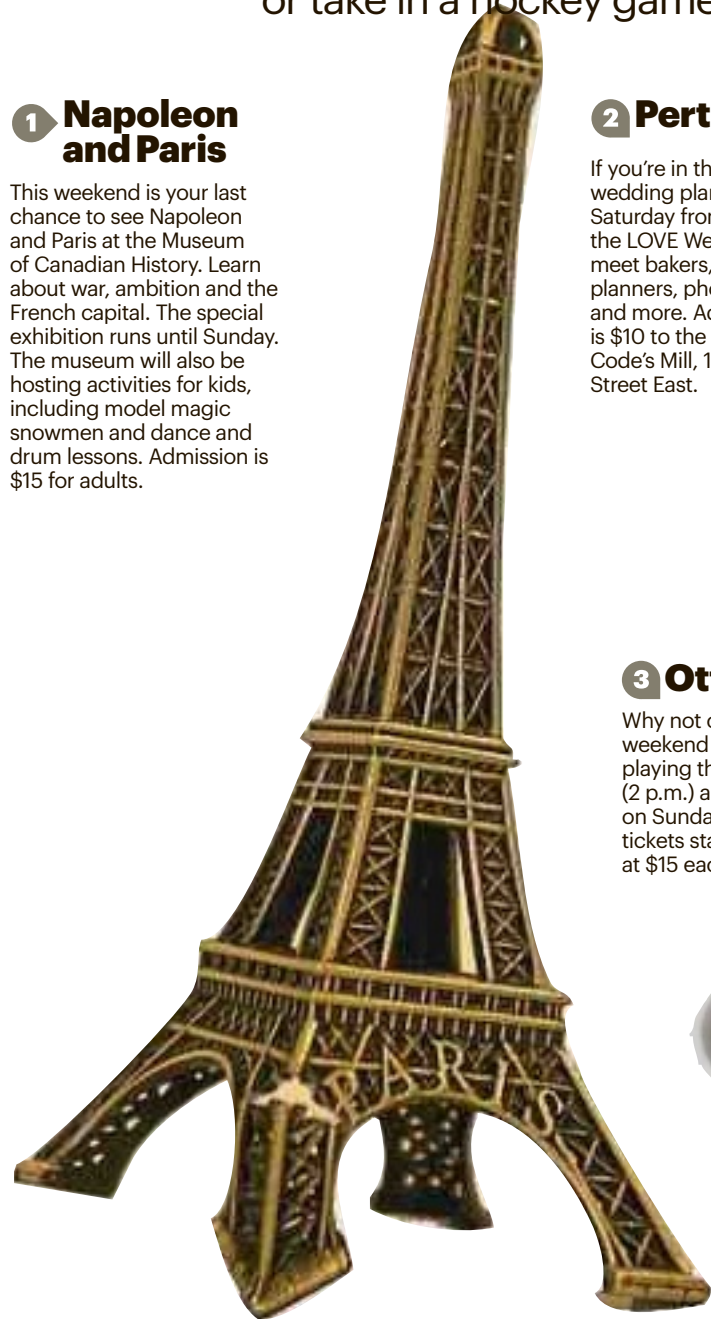 or take in a hockey game
1 Napoleon
and Paris
This weekend is your last
chance to see Napoleon
and Paris at the Museum
of Canadian History. Learn
about war, ambition and the
French capital. The special
exhibition runs until Sunday.
The museum will also be
hosting activities for kids,
including model magic
snowmen and dance and
drum lessons. Admission is
$15 for adults.
2 Pert
If you’re in th
wedding pla
Saturday fro
the LOVE We
meet bakers,
planners, ph
and more. A
is $10 to the
Code’s Mill, 1
Street East.
3 Ot
Why not
weekend
playing th
(2 p.m.) a
on Sunda
tickets sta
at $15 eac
PARIS